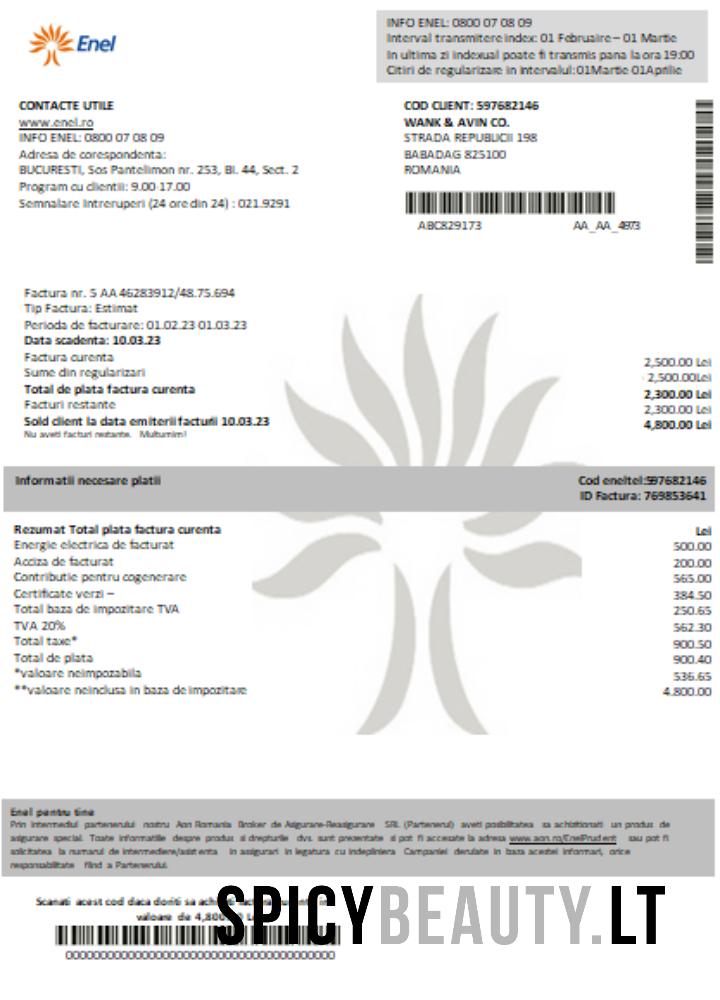 Enel
INFO ENEL: 0800 07 08 09
Interval transmitere index: 01 Februaire – 01 Martie
In ultima zi indexual poate fi transmis pana la ora 19:00
Citiri de regularizare in intervalul:01Martie-01Aprilie
CONTACTE UTILE
www.enel.ro
INFO ENEL: 0800 07 08 09
Adresa de corespondenta:
BUCURESTI, Sos Pantelimon nr. 253, Bl. 44, Sect. 2
Program cu clientii: 9.00-17.00
Semnalare Intreruperi (24 ore din 24) : 021.9291
COD CLIENT: 597682146
WANK & AVIN CO.
STRADA REPUBLICII 198
BABADAG 825100
ROMANIA
ABC829173 AA_AA_4873
Factura nr. 5 AA 46283912/48.75.694
Tip Factura: Estimat
Perioda de facturare: 01.02.23-01.03.23
Data scadenta: 10.03.23
Factura curenta 2,500.00 Lei
Sume din regularizari - 2,500.00Lei
Total de plata factura curenta 2,300.00 Lei
Facturi restante 2,300.00 Lei
Sold client la data emiterii facturii 10.03.23 4,800.00 Lei
Nu aveti facturi restante. Multumim!
Informatii necesare platii Cod eneltel:597682146
ID Factura: 769853641
Rezumat Total plata factura curenta Lei
Energie electrica de facturat 500.00
Acciza de facturat 200.00
Contributie pentru cogenerare 565.00
Certificate verzi – 384.50
Total baza de impozitare TVA 250.65
TVA 20% 562.30
Total taxe* 900.50
Total de plata 900.40
*valoare neimpozabila 536.65
**valoare neinclusa in baza de impozitare 4.800.00
Enel pentru tine
Prin intermediul partenerului nostru Aon Romania Broker de Asigurare-Reasigurare SRL (Partenerul) aveti posibilitatea sa achizitionati un produs de
asigurare special. Toate informatiile despre produs si drepturile dvs. sunt prezentate si pot fi accesate la adresa www.aon.ro/EnelPrudent sau pot fi
solicitatea la numarul de intermediere/asistenta in asigurari in legatura cu indeplinirea Campaniei derulate in baza acestei informari, orice
responsabilitate fiind a Partenerului.
Scanati acest cod daca doriti sa
valoare de 4,800
SPICYBEAUTY.LT